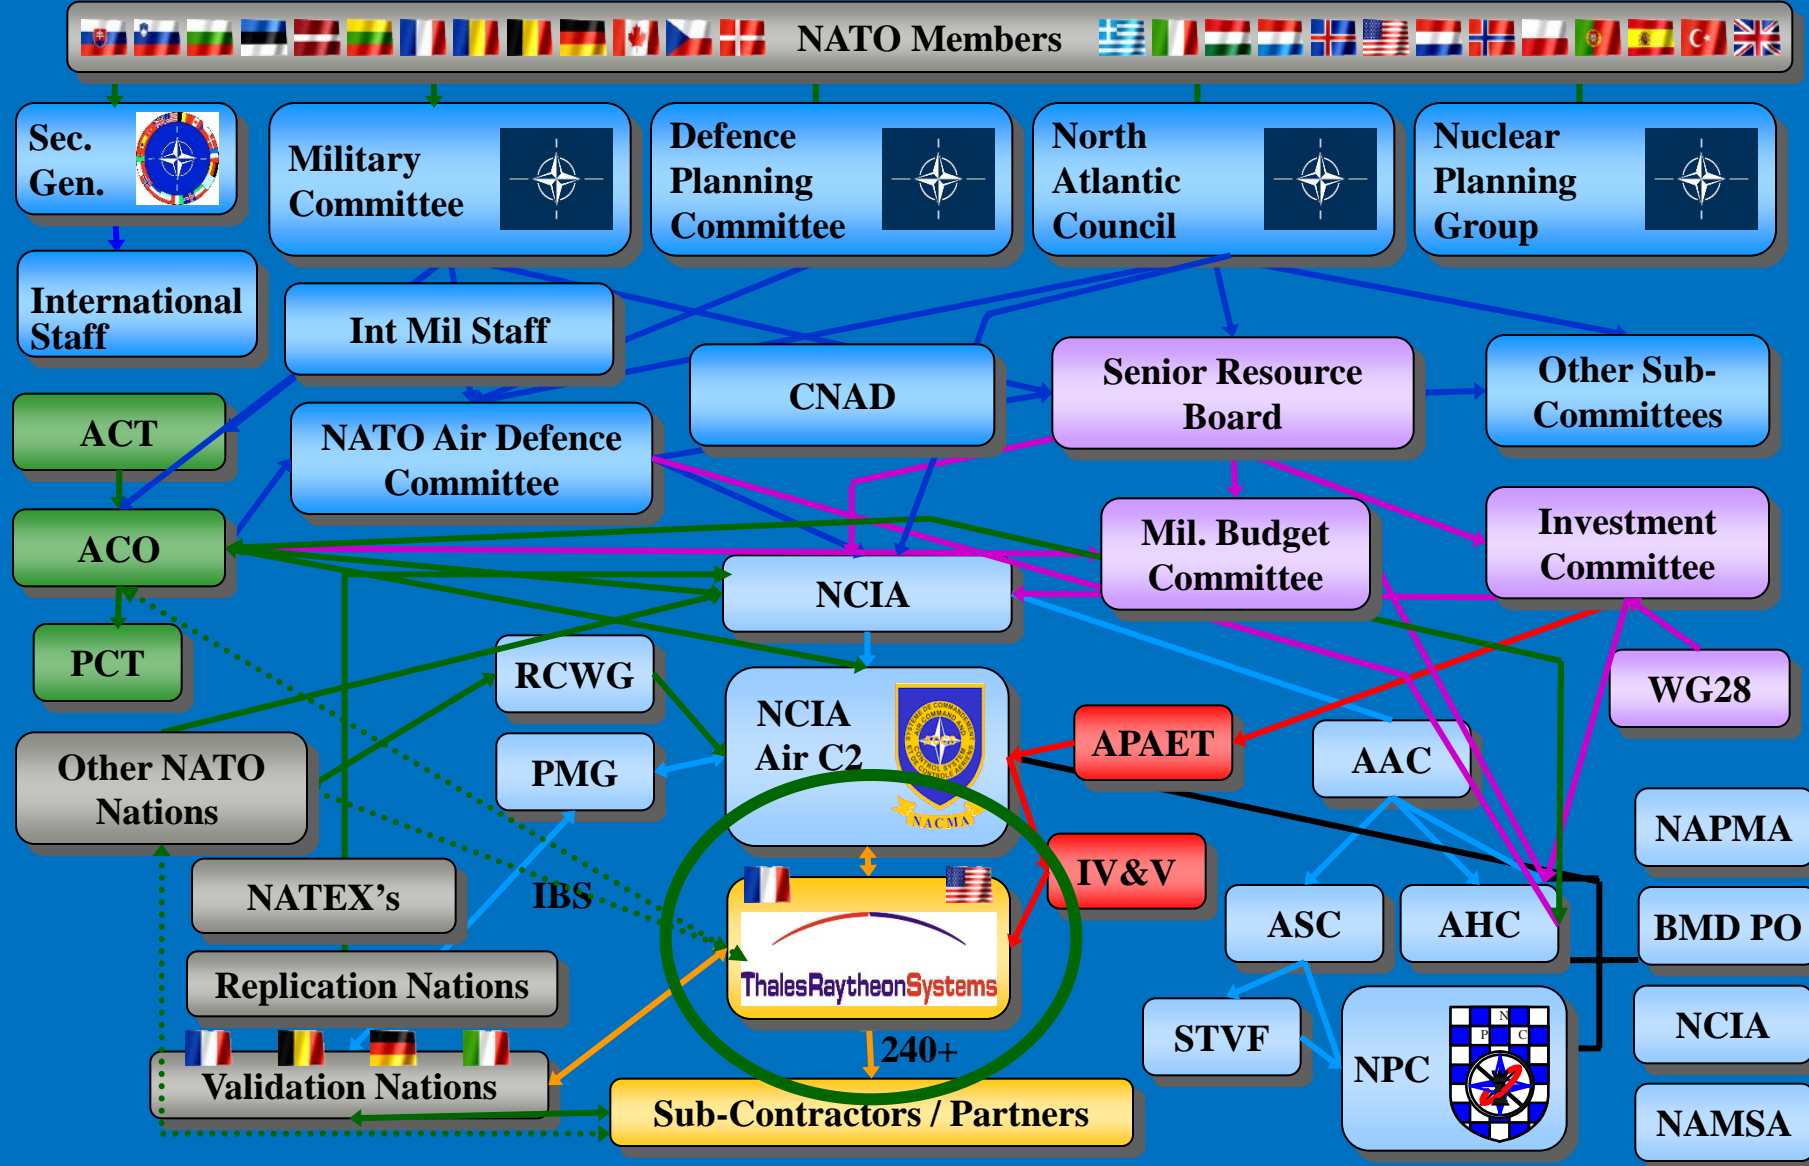 NATO Members
Sec.
Gen.
Military
Committee
Defence
Planning
Committee
North
Atlantic
Council
Nuclear
Planning
Group
International
Staff
Int Mil Staff
CNAD
Senior Resource
Board
Other Sub-
Committees
ACT
NATO Air Defence
Committee
ACO
NCIA
Mil. Budget
Committee
Investment
Committee
PCT
RCWG
NCIA
Air C2
NACMA
WG28
APAET
AAC
Other NATO
Nations
PMG
NAPMA
NATEX's
IBS
IV&V
ASC
AHC
BMD PO
Replication Nations
ThalesRaytheonSystems
STVF
NPC
N
P C
NCIA
240+
Validation Nations
Sub-Contractors / Partners
NAMSA